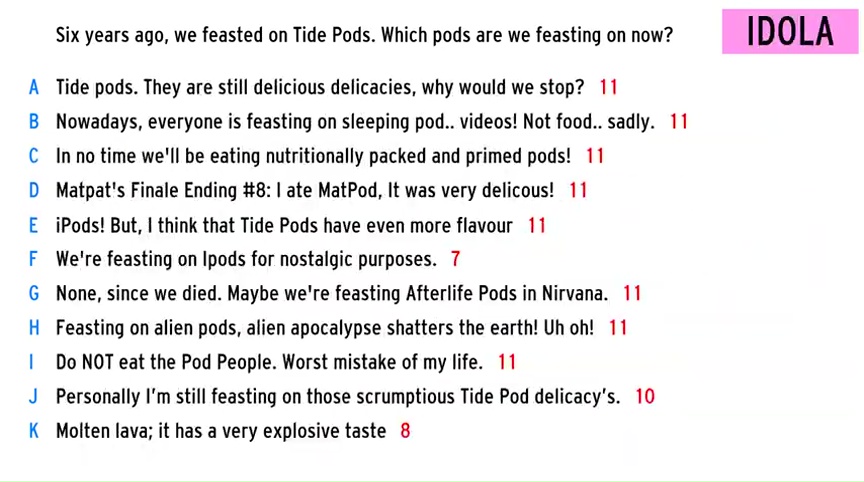 Six years ago, we feasted on Tide Pods. Which pods are we feasting on now?
IDOLA
A Tide pods. They are still delicious delicacies, why would we stop? 11
B Nowadays, everyone is feasting on sleeping pod.. videos! Not food.. sadly. 11
C In no time we'll be eating nutritionally packed and primed pods! 11
D Matpat's Finale Ending #8: I ate MatPod, It was very delicous! 11
E iPods! But, I think that Tide Pods have even more flavour 11
F We're feasting on Ipods for nostalgic purposes. 7
G None, since we died. Maybe we're feasting Afterlife Pods in Nirvana. 11
H Feasting on alien pods, alien apocalypse shatters the earth! Uh oh! 11
I Do NOT eat the Pod People. Worst mistake of my life. 11
J Personally I'm still feasting on those scrumptious Tide Pod delicacy's. 10
K Molten lava; it has a very explosive taste 8